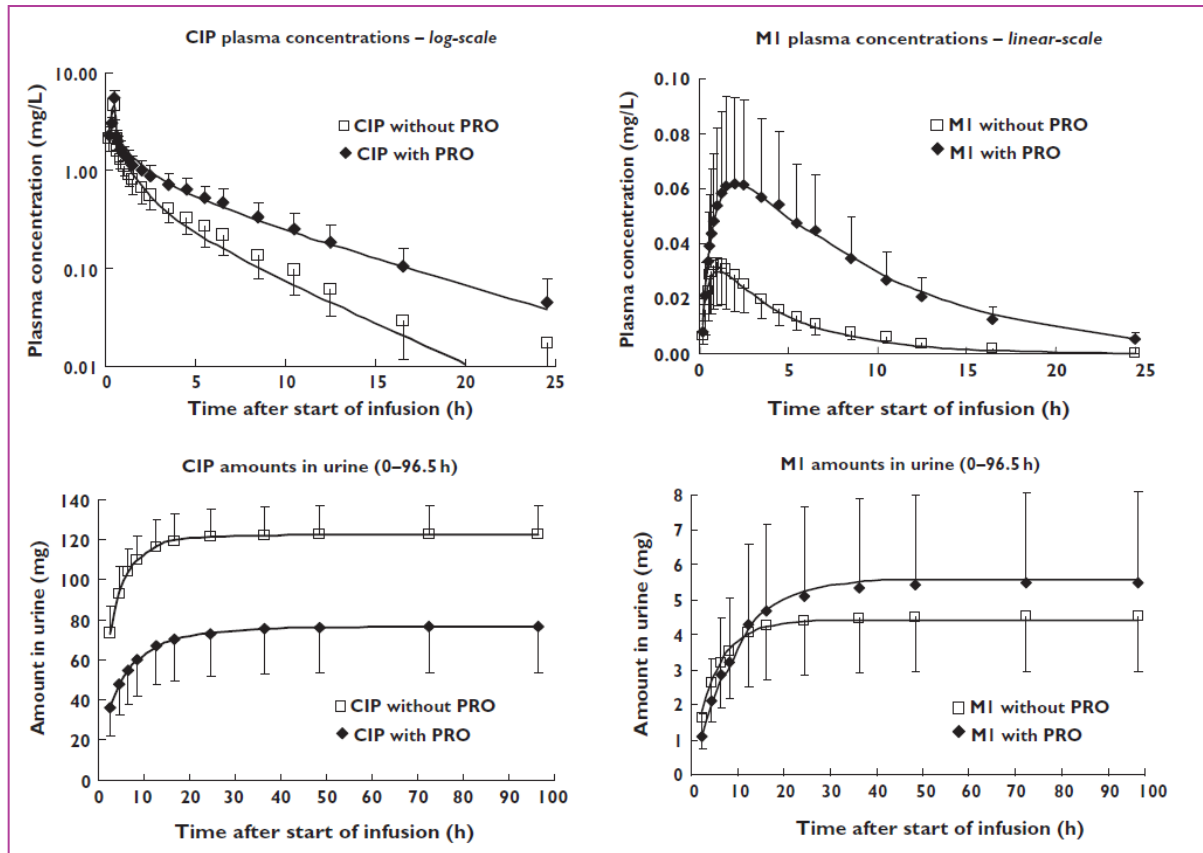 CIP plasma concentrations – log-scale
Plasma concentration (mg/L)
10.00
1.00
0.10
0.01
CIP without PRO
CIP with PRO
0 5 10 15 20 25
Time after start of infusion (h)
M1 plasma concentrations – linear-scale
Plasma concentration (mg/L)
0.10
0.08
0.06
0.04
0.02
0.00
M1 without PRO
M1 with PRO
0 5 10 15 20 25
Time after start of infusion (h)
CIP amounts in urine (0–96.5 h)
Amount in urine (mg)
140
120
100
80
60
40
20
0
CIP without PRO
CIP with PRO
0 10 20 30 40 50 60 70 80 90 100
Time after start of infusion (h)
M1 amounts in urine (0–96.5 h)
Amount in urine (mg)
8
7
6
5
4
3
2
1
0
M1 without PRO
M1 with PRO
0 10 20 30 40 50 60 70 80 90 100
Time after start of infusion (h)